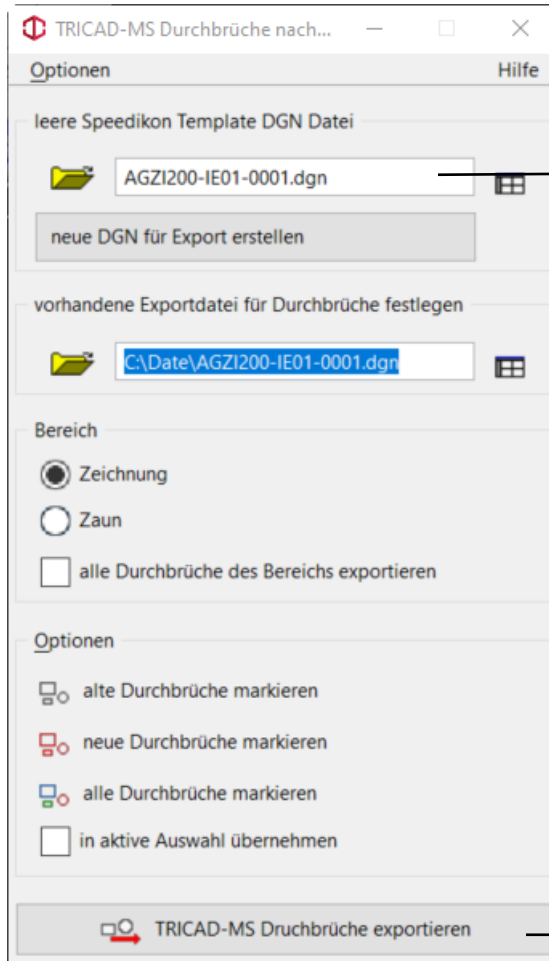 TRICAD-MS Durchbrüche nach...
Optionen Hilfe
leere Speedikon Template DGN Datei
AGZI200-IE01-0001.dgn
neue DGN für Export erstellen
vorhandene Exportdatei für Durchbrüche festlegen
C:\Date\AGZI200-IE01-0001.dgn
Bereich
Zeichnung
Zaun
alle Durchbrüche des Bereichs exportieren
Optionen
alte Durchbrüche markieren
neue Durchbrüche markieren
alle Durchbrüche markieren
in aktive Auswahl übernehmen
TRICAD-MS Druchbrüche exportieren